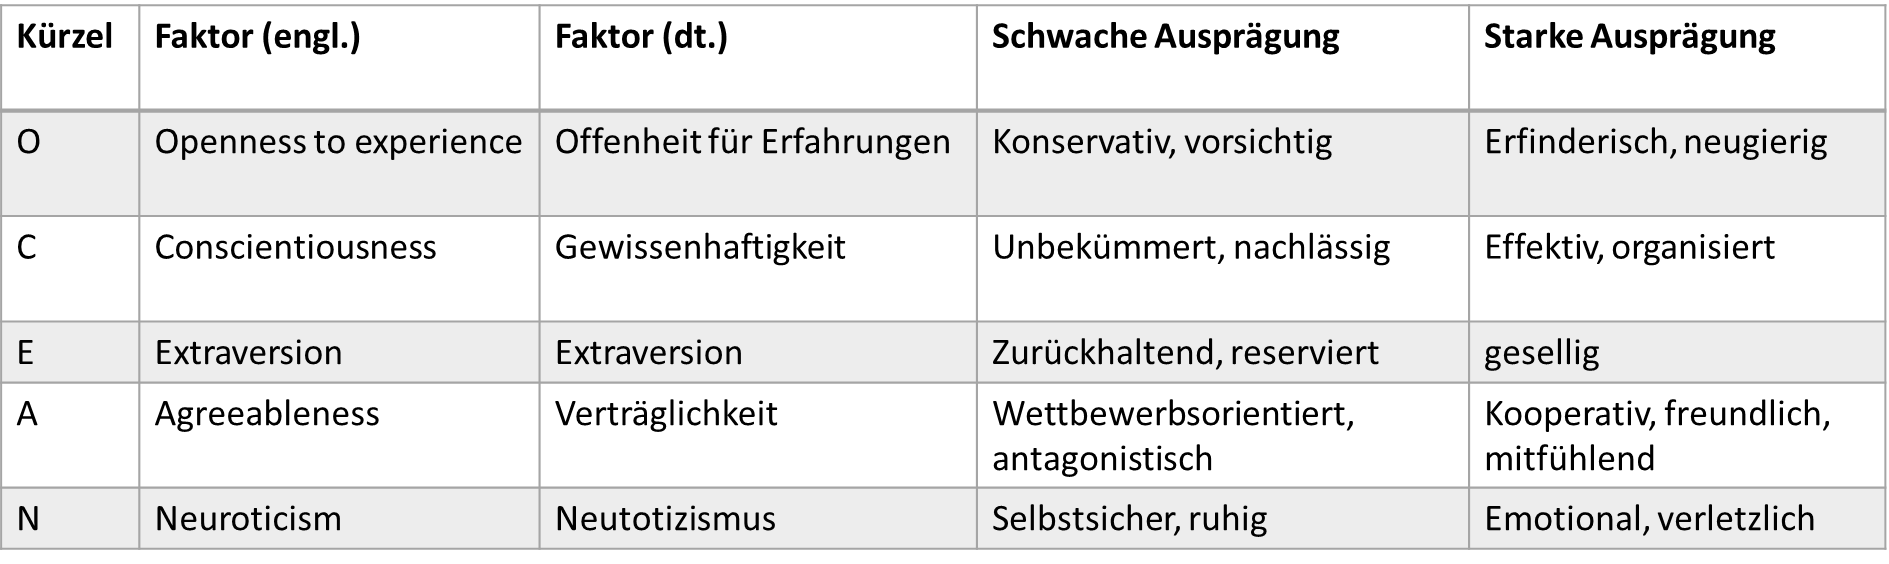 Kürzel Faktor (engl.) Faktor (dt.) Schwache Ausprägung Starke Ausprägung
O Openness to experience Offenheit für Erfahrungen Konservativ, vorsichtig Erfinderisch, neugierig
C Conscientiousness Gewissenhaftigkeit Unbekümmert, nachlässig Effektiv, organisiert
E Extraversion Extraversion Zurückhaltend, reserviert gesellig
A Agreeableness Verträglichkeit Wettbewerbsorientiert, Kooperativ, freundlich,
antagonistisch mitfühlend
N Neuroticism Neutotizismus Selbstsicher, ruhig Emotional, verletzlich